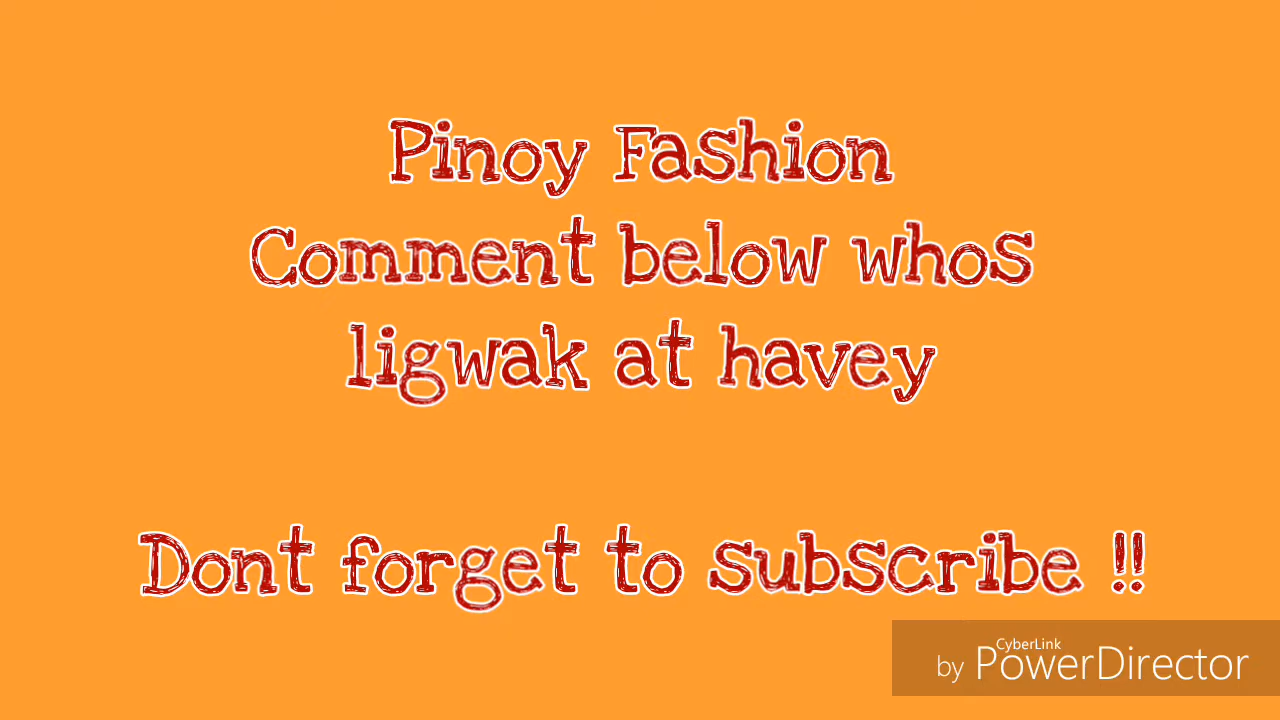 Pinoy Fashion
Comment below whos
ligwak at havey
Dont forget to subscribe !!
CyberLink
by PowerDirector